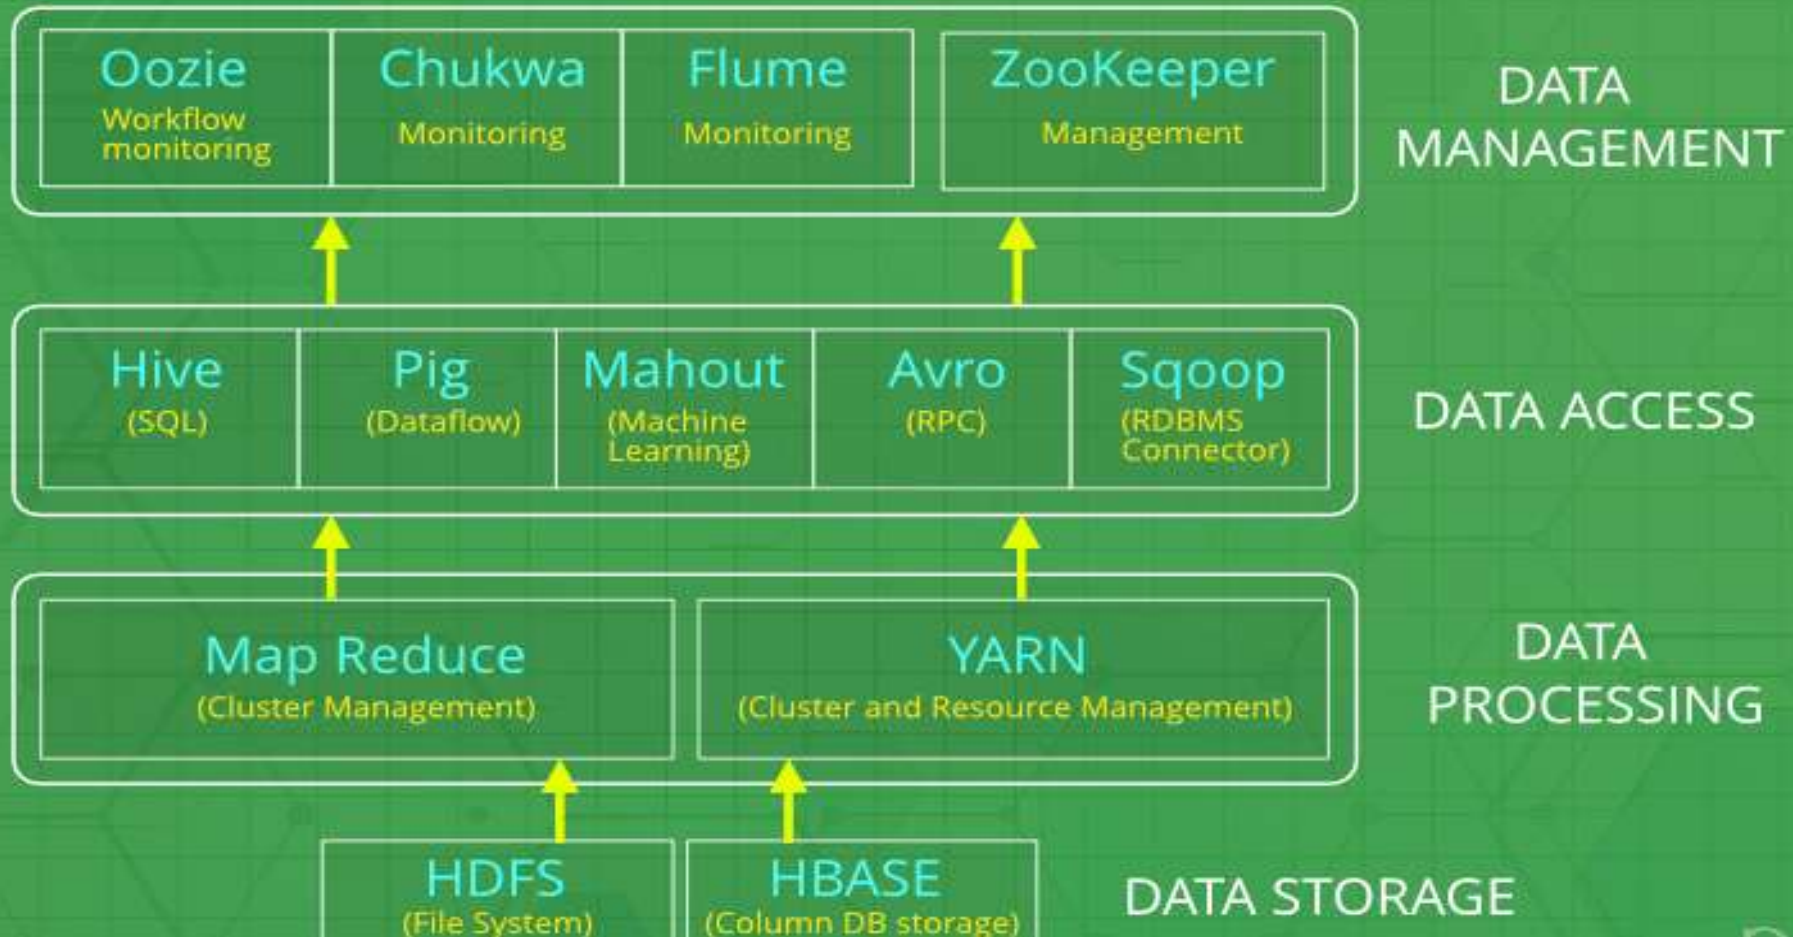 Oozie
Workflow
monitoring
Chukwa
Monitoring
Flume
Monitoring
ZooKeeper
Management
DATA
MANAGEMENT
Hive
(SQL)
Pig
(Dataflow)
Mahout
(Machine
Learning)
Avro
(RPC)
Sqoop
(RDBMS
Connector)
DATA ACCESS
Map Reduce
(Cluster Management)
YARN
(Cluster and Resource Management)
DATA
PROCESSING
HDFS
(File System)
HBASE
(Column DB storage)
DATA STORAGE